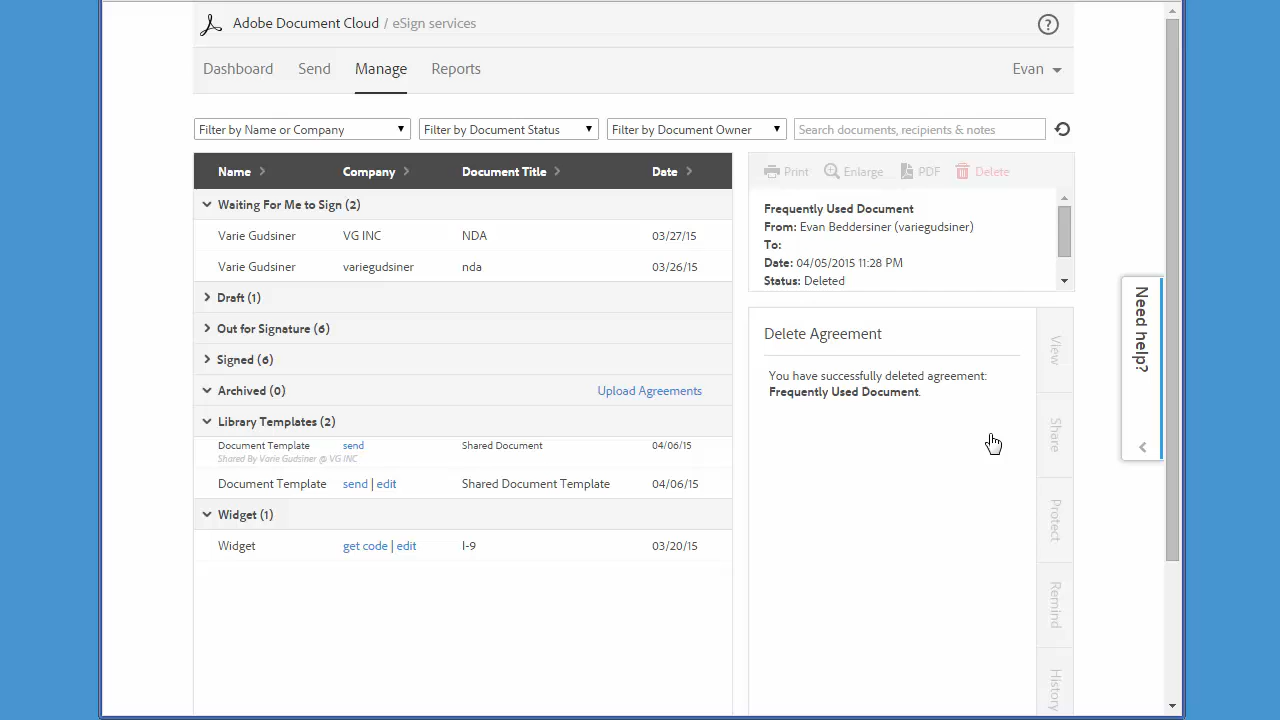 Adobe Document Cloud / eSign services
?
Dashboard Send Manage Reports Evan
Filter by Name or Company Filter by Document Status Filter by Document Owner Search documents, recipients & notes
Name Company Document Title Date
Waiting For Me to Sign (2)
Varie Gudsiner VG INC NDA 03/27/15
Varie Gudsiner variegudsiner nda 03/26/15
Draft (1)
Out for Signature (6)
Signed (6)
Archived (0) Upload Agreements
Library Templates (2)
Document Template send Shared Document 04/06/15
Shared By Varie Gudsiner @ VG INC
Document Template send | edit Shared Document Template 04/06/15
Widget (1)
Widget get code | edit I-9 03/20/15
Print Enlarge PDF Delete
Frequently Used Document
From: Evan Beddersiner (variegudsiner)
To:
Date: 04/05/2015 11:28 PM
Status: Deleted
Delete Agreement
You have successfully deleted agreement:
Frequently Used Document.
View
Share
Protect
Remind
History
Need help?